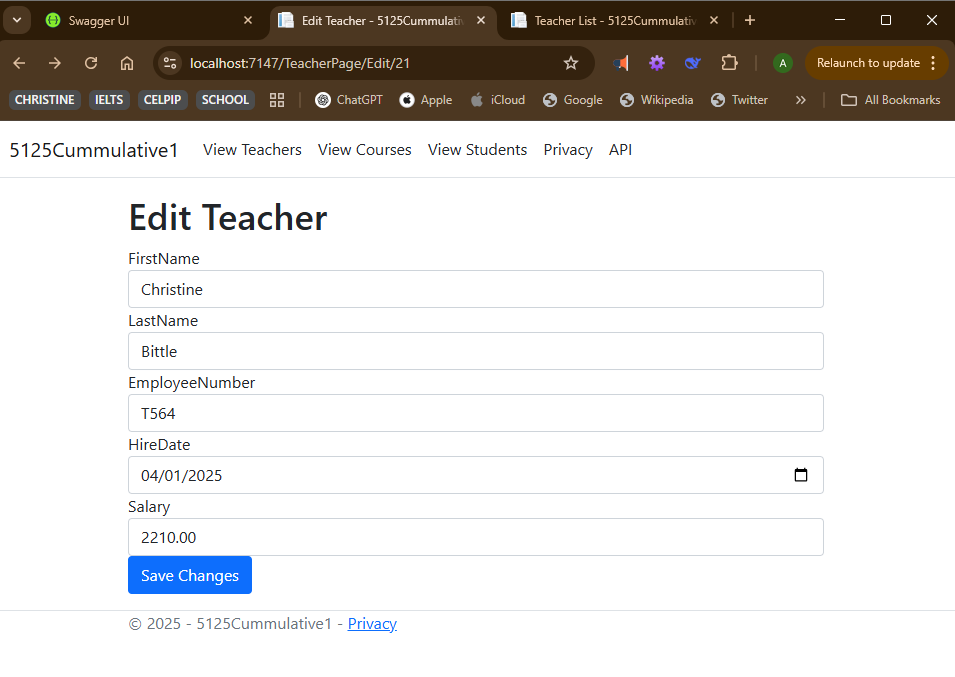 Swagger UI
Edit Teacher - 5125Cummulativ
Teacher List - 5125Cummulativ
localhost:7147/TeacherPage/Edit/21
A
Relaunch to update
CHRISTINE
IELTS
CELPIP
SCHOOL
ChatGPT
Apple
iCloud
Google
Wikipedia
Twitter
All Bookmarks
5125Cummulative1
View Teachers
View Courses
View Students
Privacy
API
Edit Teacher
FirstName
Christine
LastName
Bittle
EmployeeNumber
T564
HireDate
04/01/2025
Salary
2210.00
Save Changes
© 2025 - 5125Cummulative1 - Privacy